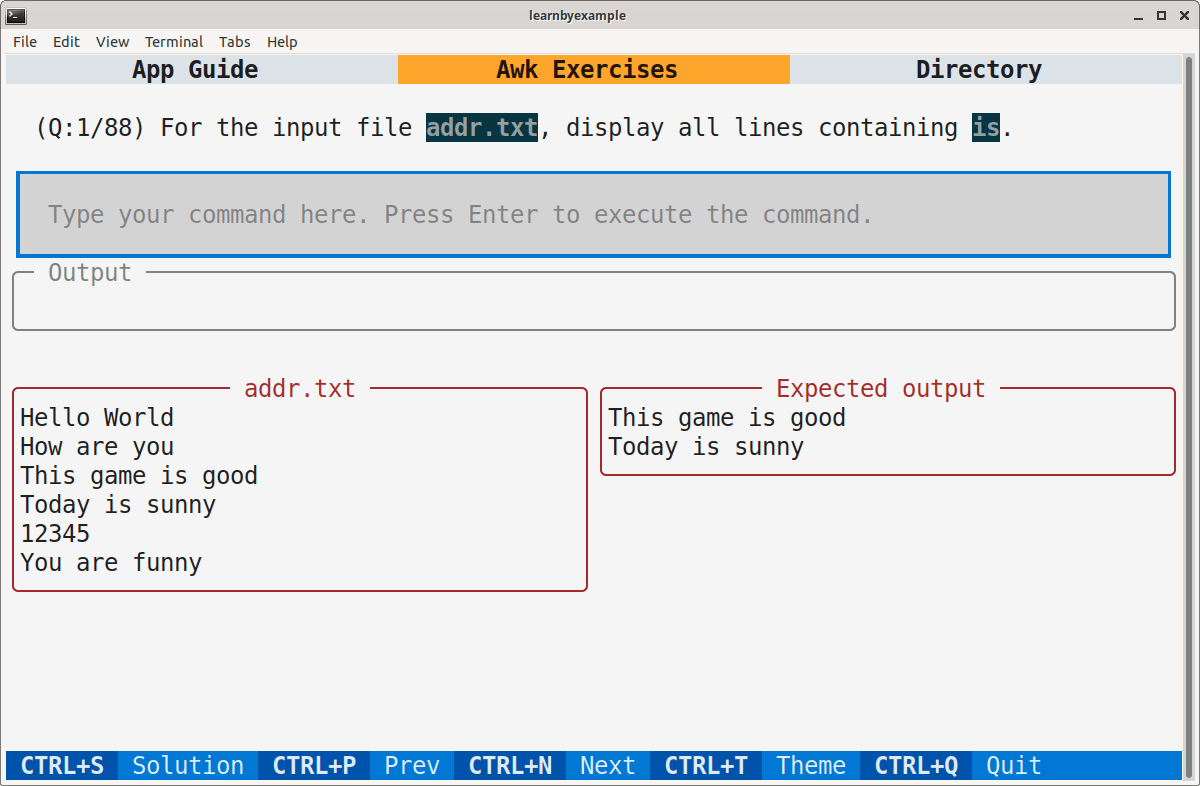 learnbyexample
File Edit View Terminal Tabs Help
App Guide Awk Exercises Directory
(Q:1/88) For the input file addr.txt, display all lines containing is.
Type your command here. Press Enter to execute the command.
Output
addr.txt
Hello World
How are you
This game is good
Today is sunny
12345
You are funny
Expected output
This game is good
Today is sunny
CTRL+S Solution CTRL+P Prev CTRL+N Next CTRL+T Theme CTRL+Q Quit